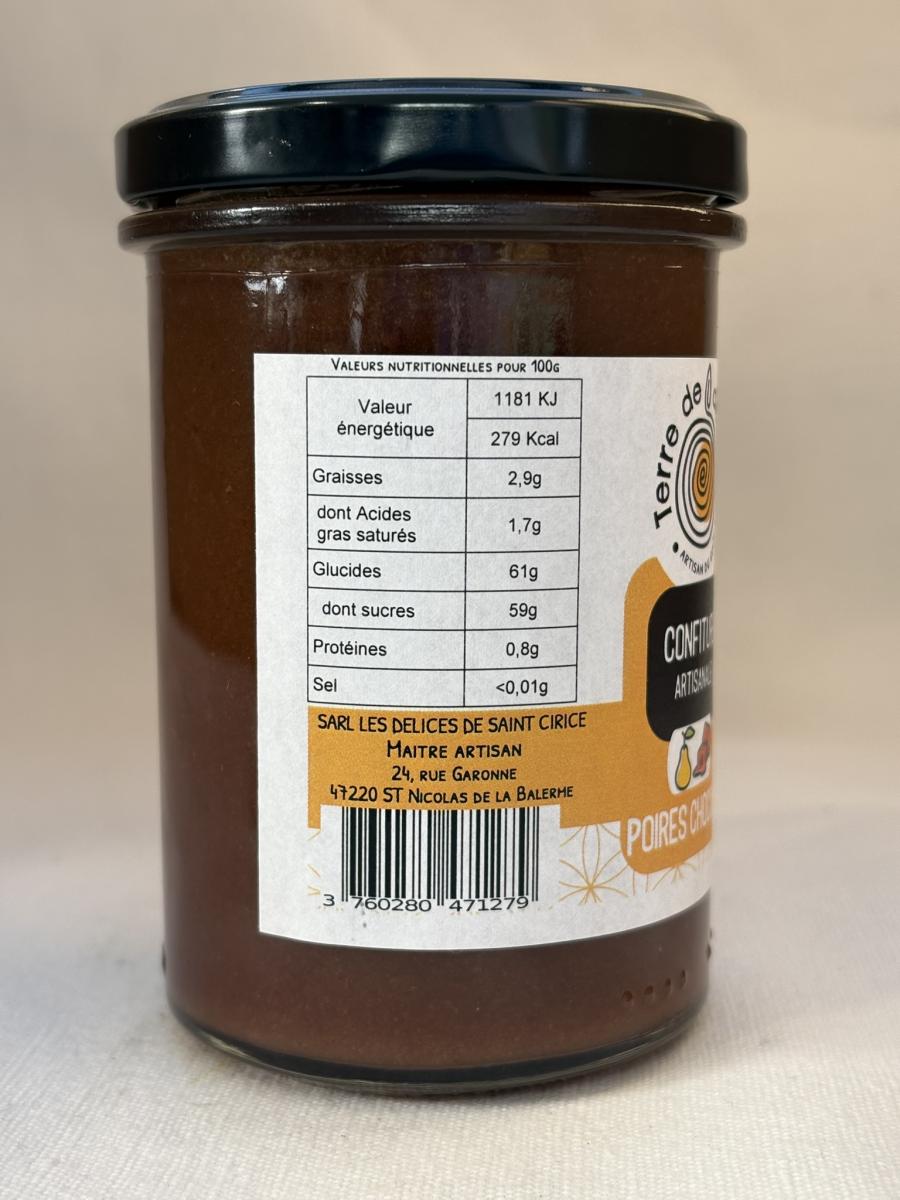 VALEURS NUTRITIONNELLES POUR 100G
Valeur énergétique
1181 KJ
279 Kcal
Graisses 2,9g
dont Acides gras saturés 1,7g
Glucides 61g
dont sucres 59g
Protéines 0,8g
Sel <0,01g
SARL LES DELICES DE SAINT CIRICE
MAITRE ARTISAN
24, RUE GARONNE
47220 ST NICOLAS DE LA BALERME
3 760280 471279
Terre de
ARTISAN
POIRES